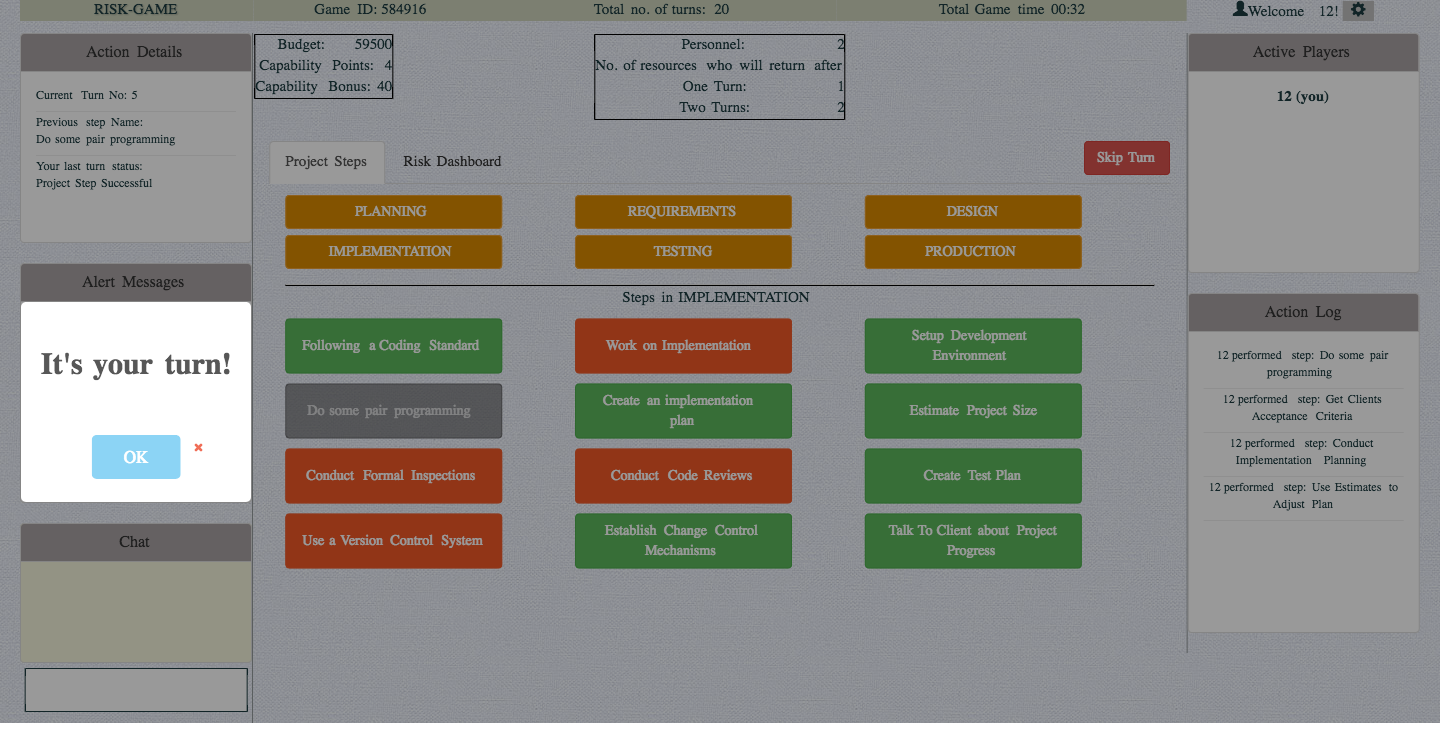 RISK-GAME
Game ID: 584916
Total no. of turns: 20
Total Game time 00:32
Welcome 12!
Action Details
Current Turn No: 5
Previous step Name:
Do some pair programming
Your last turn status:
Project Step Successful
Alert Messages
It's your turn!
OK
Chat
Budget: 59500
Capability Points: 4
Capability Bonus: 40
Personnel: 2
No. of resources who will return after
One Turn: 1
Two Turns: 2
Project Steps
Risk Dashboard
Skip Turn
PLANNING
REQUIREMENTS
DESIGN
IMPLEMENTATION
TESTING
PRODUCTION
Steps in IMPLEMENTATION
Following a Coding Standard
Work on Implementation
Setup Development
Environment
Do some pair programming
Create an implementation
plan
Estimate Project Size
Conduct Formal Inspections
Conduct Code Reviews
Create Test Plan
Use a Version Control System
Establish Change Control
Mechanisms
Talk To Client about Project
Progress
Active Players
12 (you)
Action Log
12 performed step: Do some pair
programming
12 performed step: Get Clients
Acceptance Criteria
12 performed step: Conduct
Implementation Planning
12 performed step: Use Estimates to
Adjust Plan